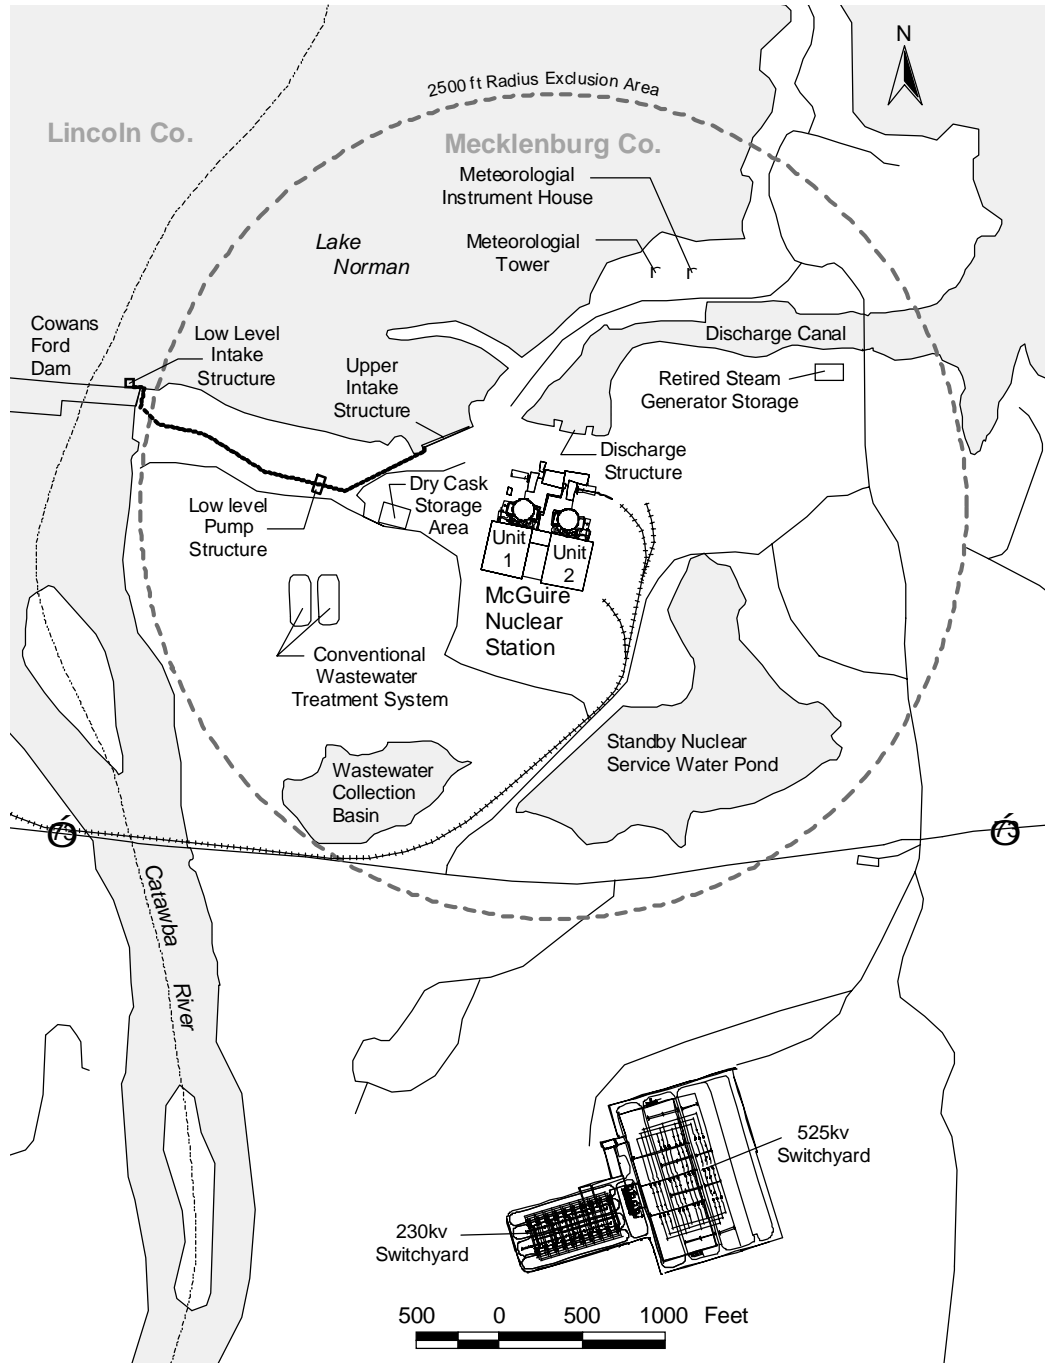 N
2500 ft Radius Exclusion Area
Lincoln Co.
Mecklenburg Co.
Meteorologial
Instrument House
Meteorologial
Tower
Lake
Norman
Cowans
Ford
Dam
Low Level
Intake
Structure
Upper
Intake
Structure
Discharge Canal
Retired Steam
Generator Storage
Discharge
Structure
Dry Cask
Storage
Area
Low level
Pump
Structure
Unit
1
Unit
2
McGuire
Nuclear
Station
Conventional
Wastewater
Treatment System
Standby Nuclear
Service Water Pond
Wastewater
Collection
Basin
73
73
Catawba
River
525kv
Switchyard
230kv
Switchyard
500 0 500 1000 Feet